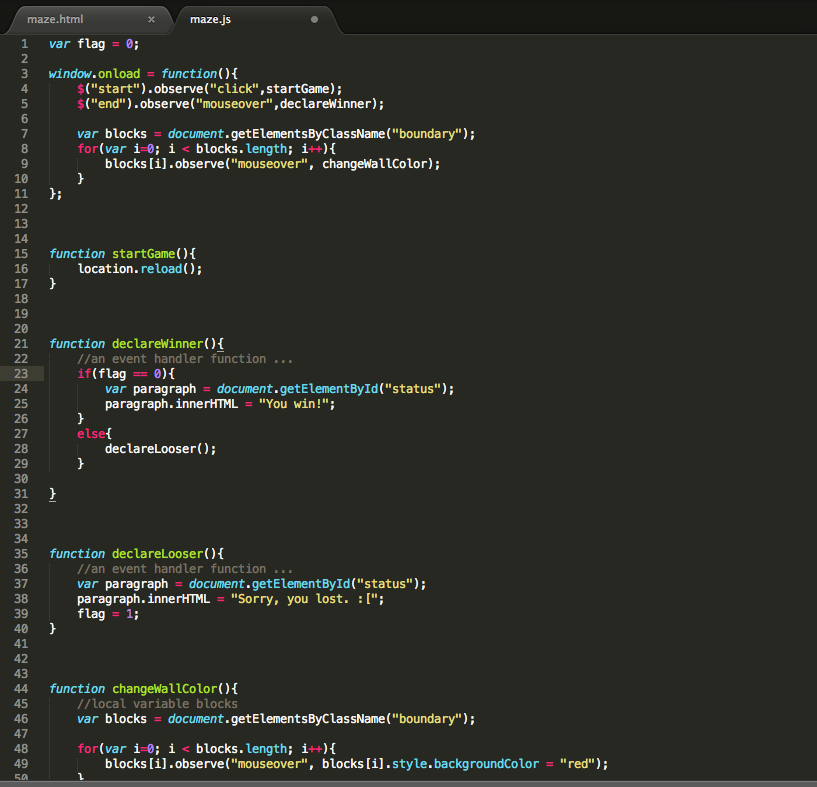 maze.html × maze.js
1 var flag = 0;
2
3 window.onload = function(){
4     $("start").observe("click",startGame);
5     $("end").observe("mouseover",declareWinner);
6
7     var blocks = document.getElementsByClassName("boundary");
8     for(var i=0; i < blocks.length; i++){
9         blocks[i].observe("mouseover", changeWallColor);
10     }
11 };
12
13
14
15 function startGame(){
16     location.reload();
17 }
18
19
20
21 function declareWinner(){
22     //an event handler function ...
23     if(flag == 0){
24         var paragraph = document.getElementById("status");
25         paragraph.innerHTML = "You win!";
26     }
27     else{
28         declareLooser();
29     }
30
31 }
32
33
34
35 function declareLooser(){
36     //an event handler function ...
37     var paragraph = document.getElementById("status");
38     paragraph.innerHTML = "Sorry, you lost. :[";
39     flag = 1;
40 }
41
42
43
44 function changeWallColor(){
45     //local variable blocks
46     var blocks = document.getElementsByClassName("boundary");
47
48     for(var i=0; i < blocks.length; i++){
49         blocks[i].observe("mouseover", blocks[i].style.backgroundColor = "red");
50     }